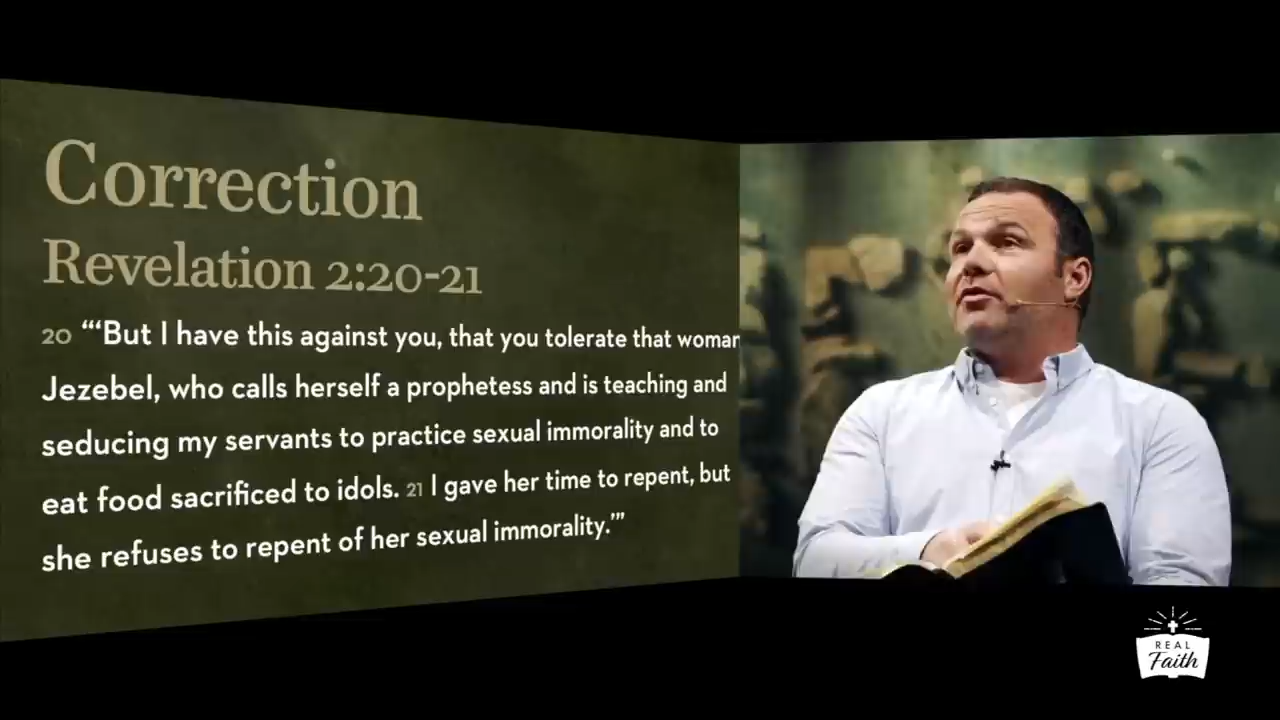 Correction
Revelation 2:20-21
20 “‘But I have this against you, that you tolerate that woman
Jezebel, who calls herself a prophetess and is teaching and
seducing my servants to practice sexual immorality and to
eat food sacrificed to idols. 21 I gave her time to repent, but
she refuses to repent of her sexual immorality.’”
REAL
Faith